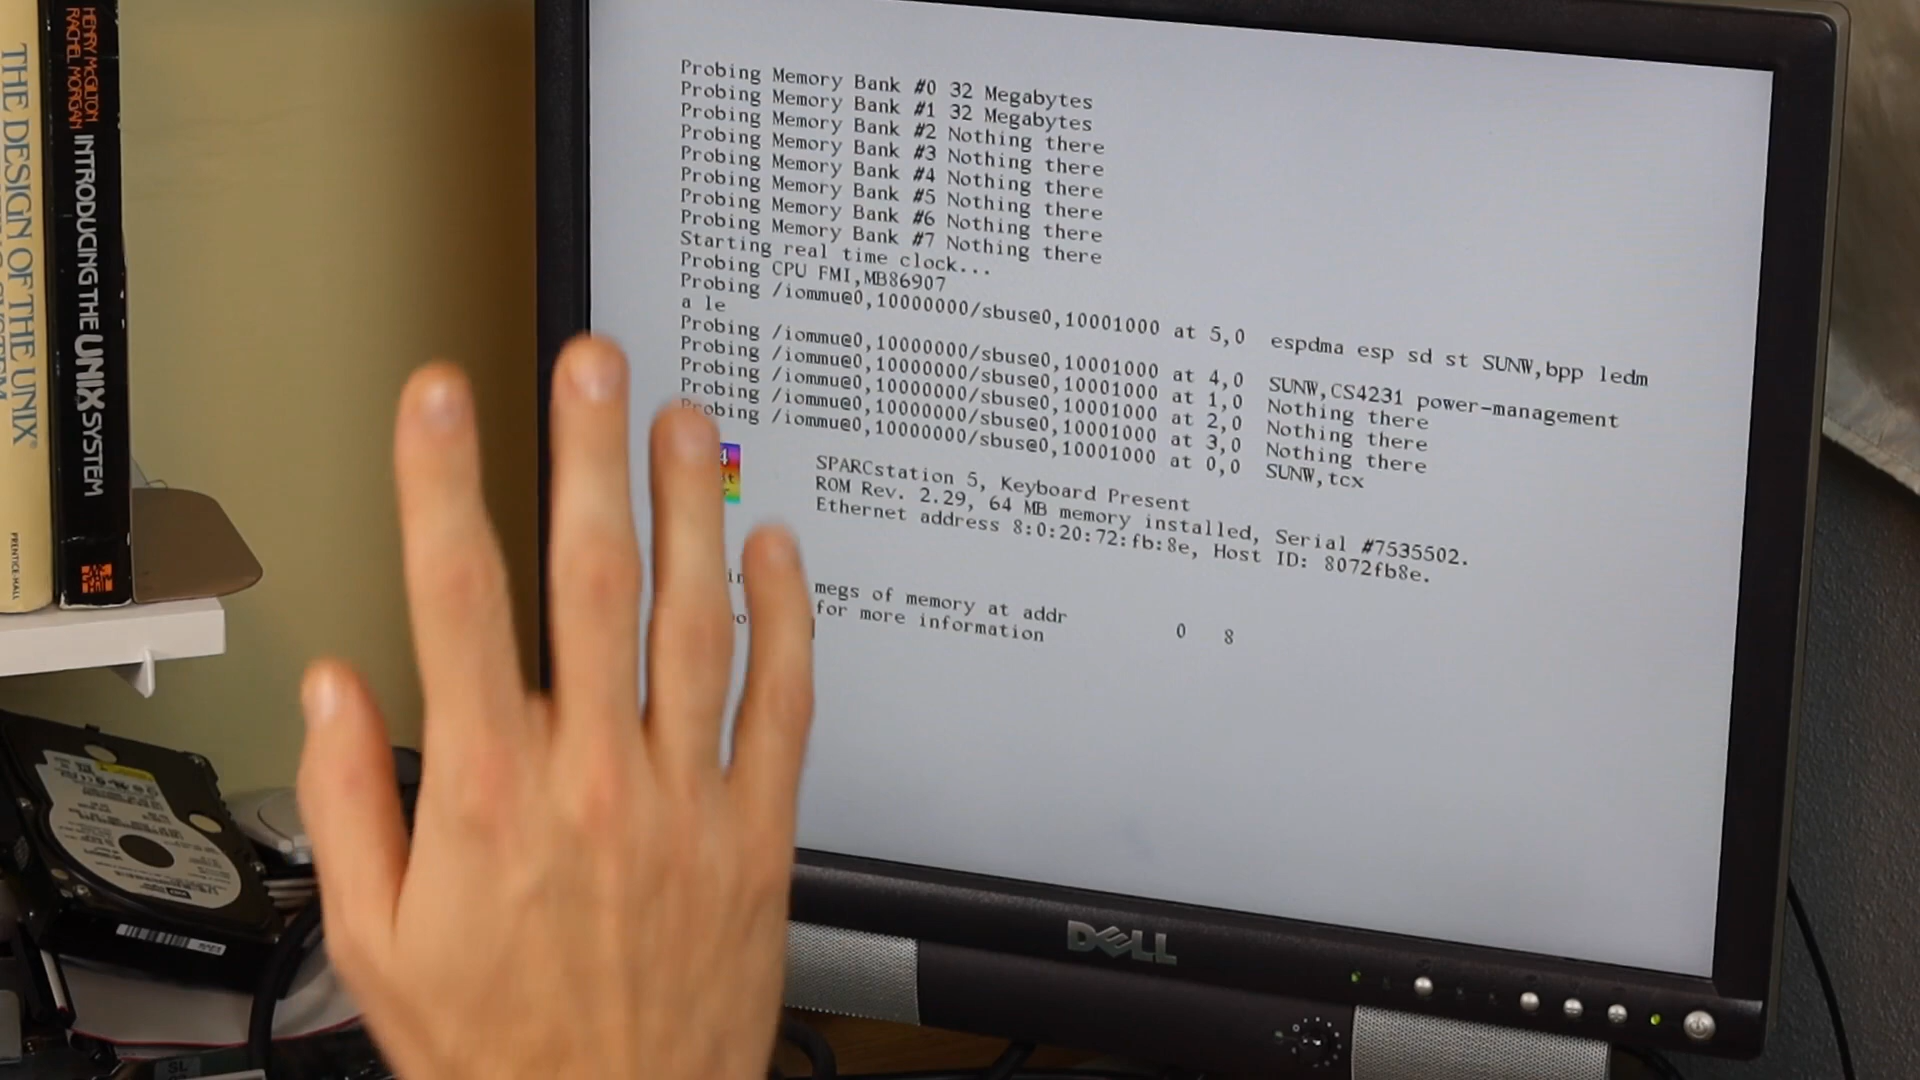 HENRY McGILTON
RACHEL MORGAN
INTRODUCING THE UNIX SYSTEM
THE DESIGN OF THE UNIX
PRENTICE-HALL
Probing Memory Bank #0 32 Megabytes
Probing Memory Bank #1 32 Megabytes
Probing Memory Bank #2 Nothing there
Probing Memory Bank #3 Nothing there
Probing Memory Bank #4 Nothing there
Probing Memory Bank #5 Nothing there
Probing Memory Bank #6 Nothing there
Probing Memory Bank #7 Nothing there
Starting real time clock...
Probing CPU FMI,MB86907
Probing /iommu@0,10000000/sbus@0,10001000 at 5,0 espdma esp sd st SUNW,bpp ledm
a le
Probing /iommu@0,10000000/sbus@0,10001000 at 4,0 SUNW,CS4231 power-management
Probing /iommu@0,10000000/sbus@0,10001000 at 1,0 Nothing there
Probing /iommu@0,10000000/sbus@0,10001000 at 2,0 Nothing there
Probing /iommu@0,10000000/sbus@0,10001000 at 3,0 Nothing there
Probing /iommu@0,10000000/sbus@0,10001000 at 0,0 SUNW,tcx
SPARCstation 5, Keyboard Present
ROM Rev. 2.29, 64 MB memory installed, Serial #7535502.
Ethernet address 8:0:20:72:fb:8e, Host ID: 8072fb8e.
megs of memory at addr 0 8
for more information
DELL